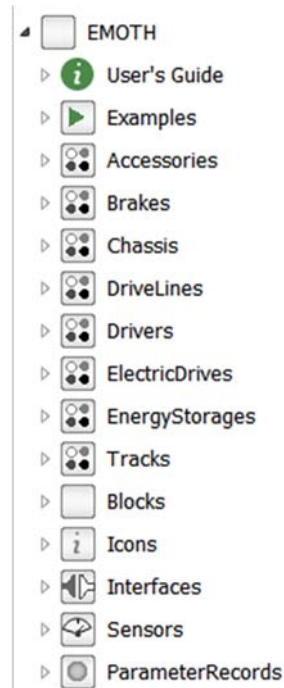 EMOTH
User's Guide
Examples
Accessories
Brakes
Chassis
DriveLines
Drivers
ElectricDrives
EnergyStorages
Tracks
Blocks
Icons
Interfaces
Sensors
ParameterRecords